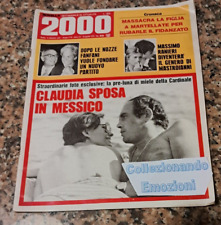 2000
Cronaca
MASSACRA LA FIGLIA
A MARTELLATE PER
RUBARLE IL FIDANZATO
DOPO LE NOZZE
FANFANI
VUOLE FONDARE
UN NUOVO
PARTITO
MASSIMO
RANIERI
DIVENTERÀ
IL GENERO DI
MASTROIANNI
Straordinarie foto esclusive: la pre-luna di miele della Cardinale
CLAUDIA SPOSA
IN MESSICO
Collezionando
Emozioni